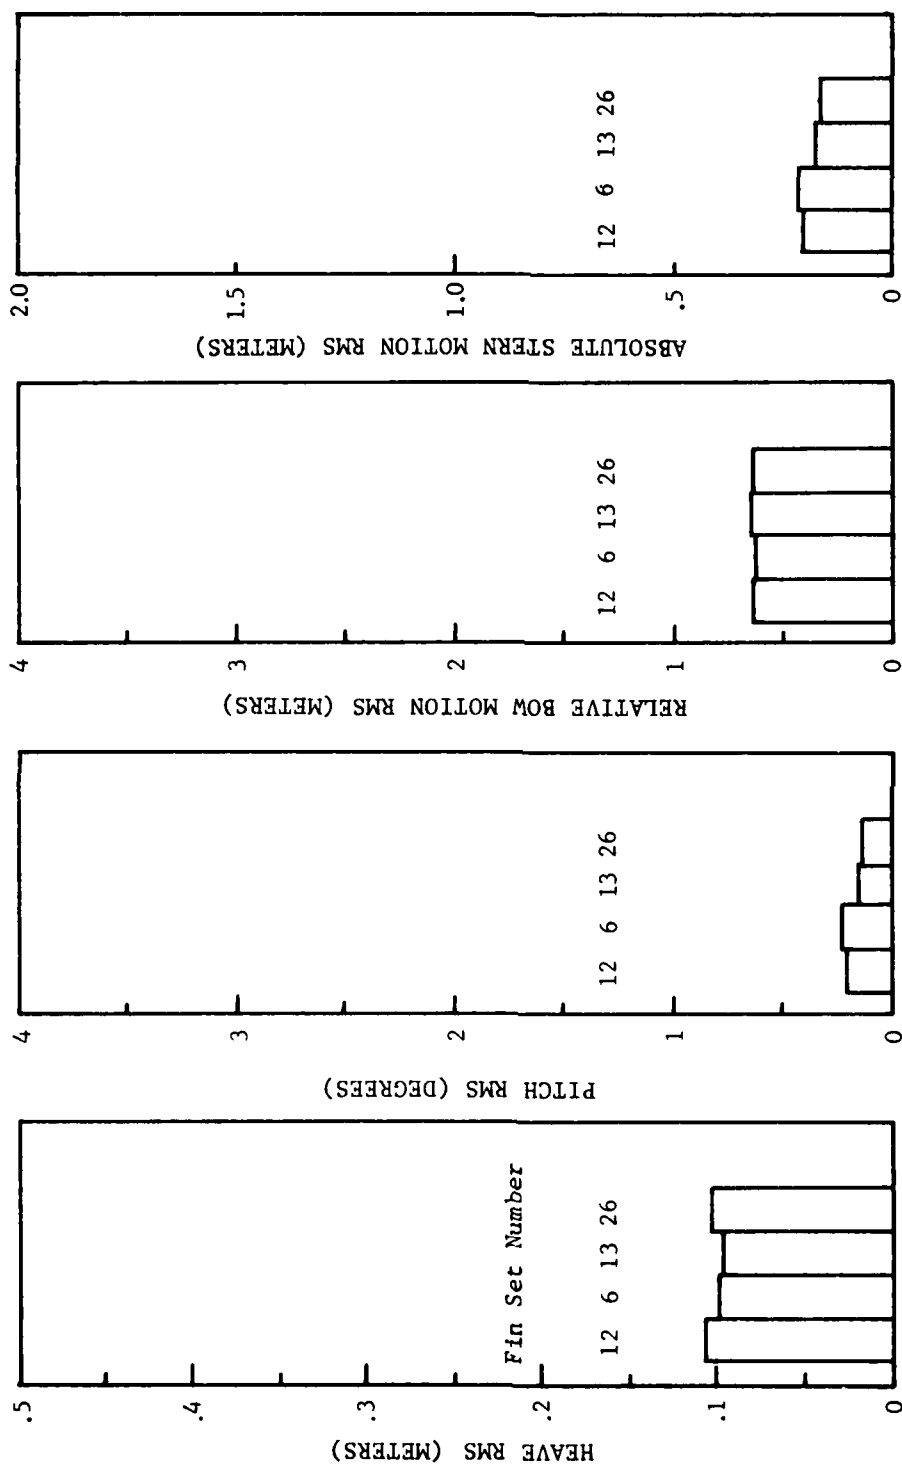 HEAVE RMS (METERS)
.5
.3
.2
.1
0
Fin Set Number
12 6 13 26
PITCH RMS (DEGREES)
4
3
2
1
0
12 6 13 26
RELATIVE BOW MOTION RMS (METERS)
4
3
2
1
0
12 6 13 26
ABSOLUTE STERN MOTION RMS (METERS)
2.0
1.5
1.0
.5
0
12 6 13 26